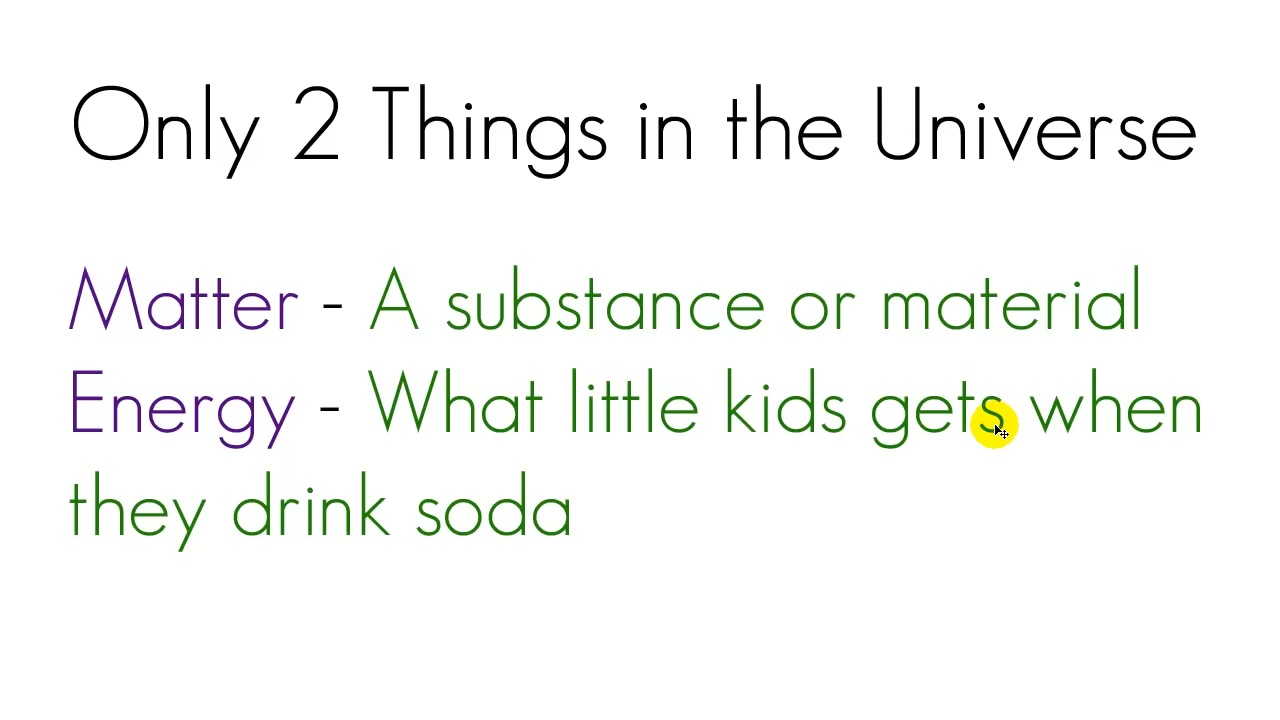 Only 2 Things in the Universe
Matter - A substance or material
Energy - What little kids gets when
they drink soda